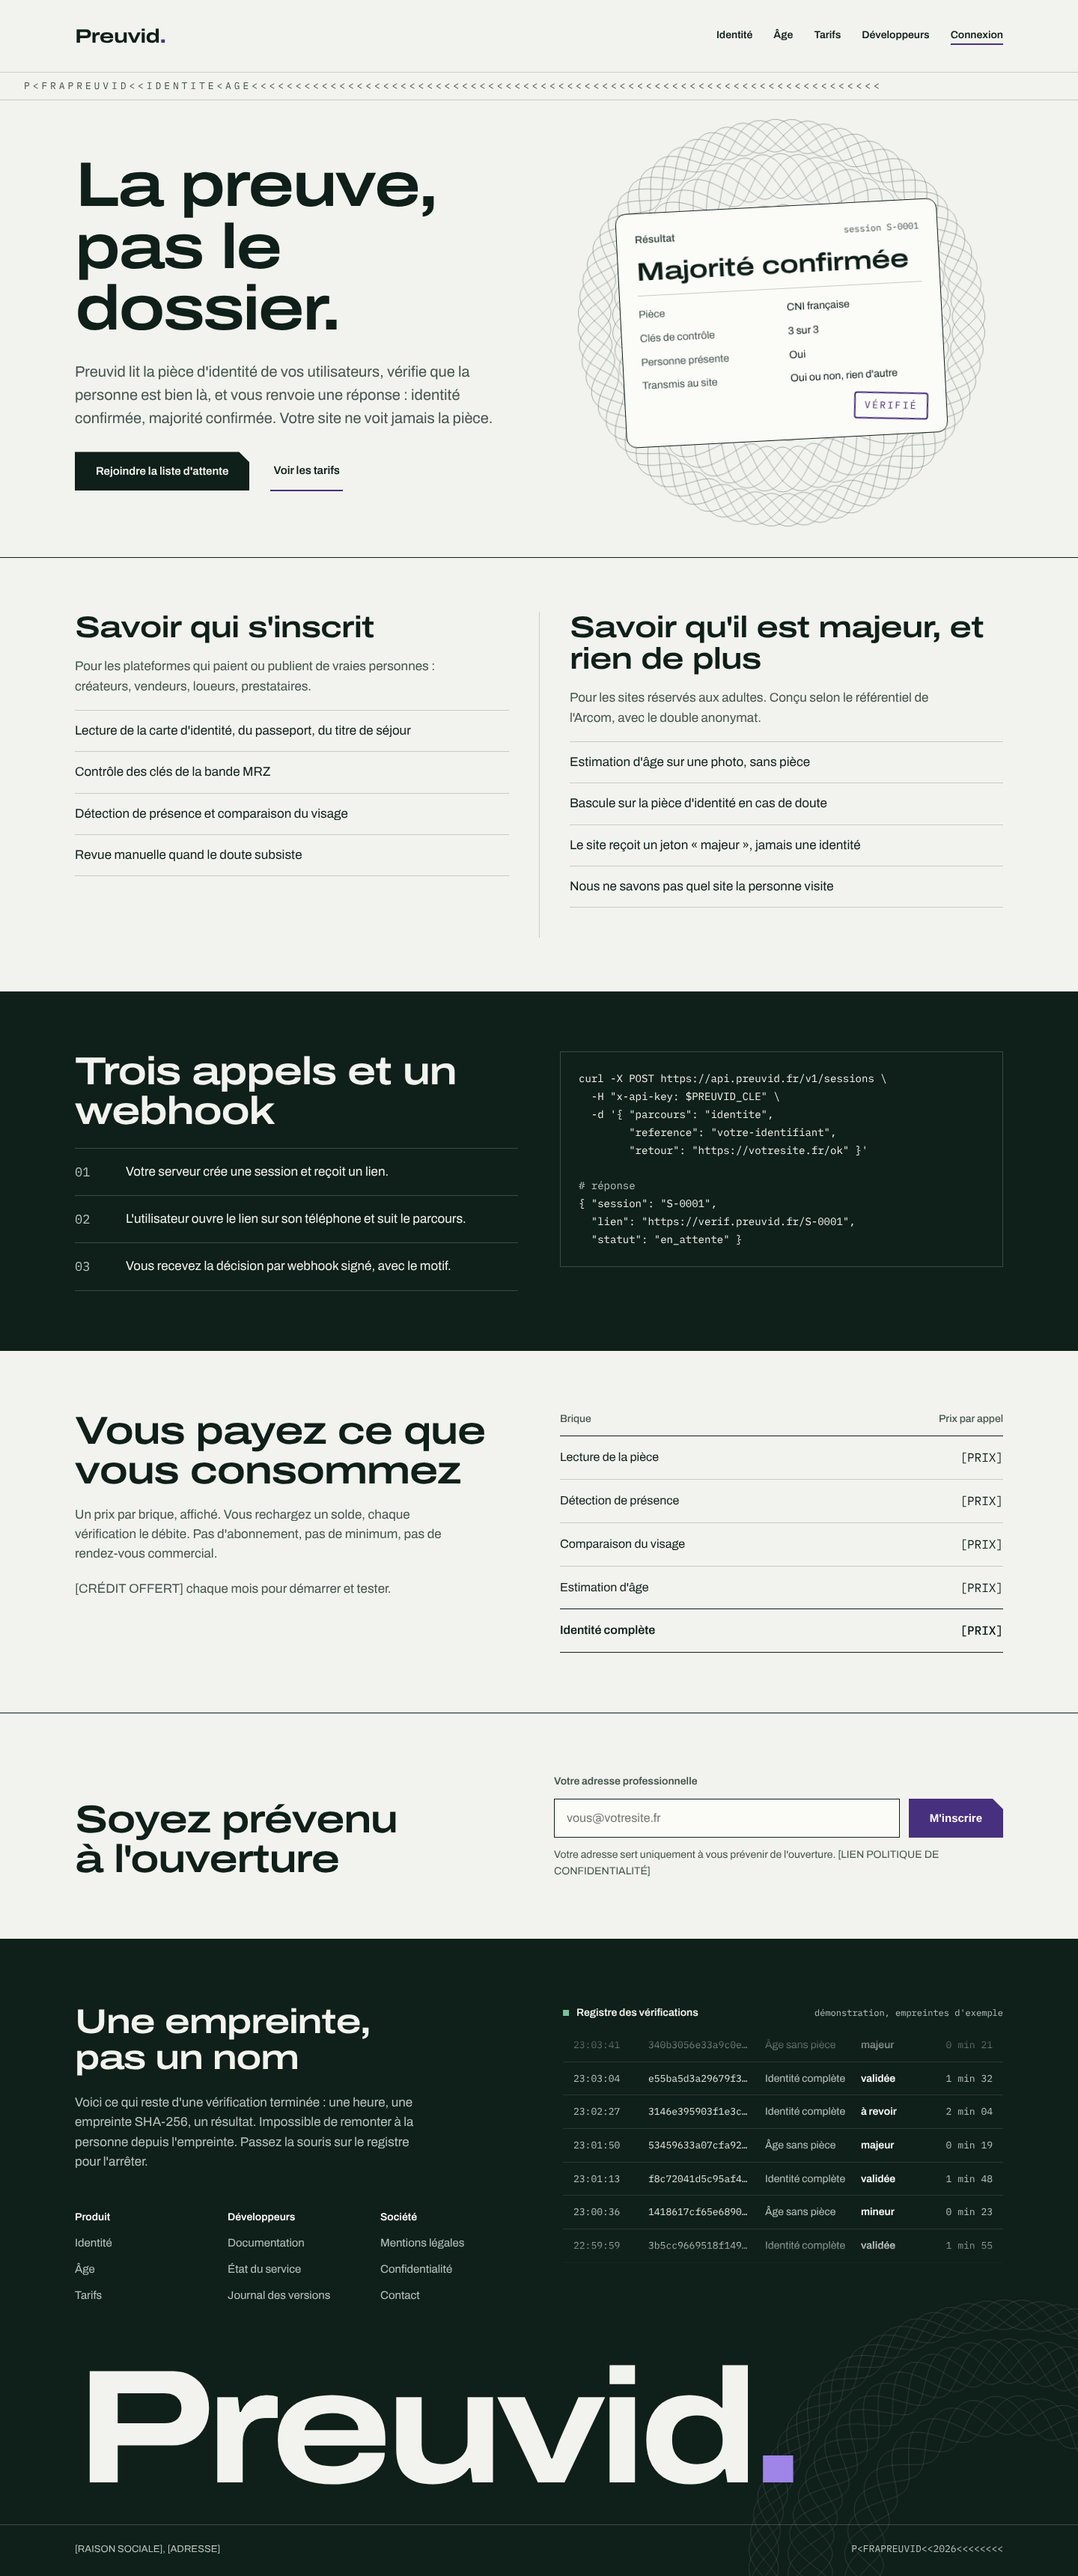 Preuvid.
Identité
Âge
Tarifs
Développeurs
Connexion
P<FRAPREUVID<<IDENTITE<AGE<<<<<<<<<<<<<<<<<<<<<<<<<<<<<<<<<<<<<<<<<<<<<<<<<<<<<<<<<<<<<<<<<<<<<<<<
La preuve,
pas le
dossier.
Preuvid lit la pièce d'identité de vos utilisateurs, vérifie que la
personne est bien là, et vous renvoie une réponse : identité
confirmée, majorité confirmée. Votre site ne voit jamais la pièce.
Rejoindre la liste d'attente
Voir les tarifs
Résultat
session S-0001
Majorité confirmée
Pièce
CNI française
Clés de contrôle
3 sur 3
Personne présente
Oui
Transmis au site
Oui ou non, rien d'autre
VÉRIFIÉ
Savoir qui s'inscrit
Pour les plateformes qui paient ou publient de vraies personnes :
créateurs, vendeurs, loueurs, prestataires.
Lecture de la carte d'identité, du passeport, du titre de séjour
Contrôle des clés de la bande MRZ
Détection de présence et comparaison du visage
Revue manuelle quand le doute subsiste
Savoir qu'il est majeur, et
rien de plus
Pour les sites réservés aux adultes. Conçu selon le référentiel de
l'Arcom, avec le double anonymat.
Estimation d'âge sur une photo, sans pièce
Bascule sur la pièce d'identité en cas de doute
Le site reçoit un jeton « majeur », jamais une identité
Nous ne savons pas quel site la personne visite
Trois appels et un
webhook
01 Votre serveur crée une session et reçoit un lien.
02 L'utilisateur ouvre le lien sur son téléphone et suit le parcours.
03 Vous recevez la décision par webhook signé, avec le motif.
curl -X POST https://api.preuvid.fr/v1/sessions \
-H "x-api-key: $PREUVID_CLE" \
-d '{ "parcours": "identite",
"reference": "votre-identifiant",
"retour": "https://votresite.fr/ok" }'
# réponse
{ "session": "S-0001",
"lien": "https://verif.preuvid.fr/S-0001",
"statut": "en_attente" }
Vous payez ce que
vous consommez
Un prix par brique, affiché. Vous rechargez un solde, chaque
vérification le débite. Pas d'abonnement, pas de minimum, pas de
rendez-vous commercial.
[CRÉDIT OFFERT] chaque mois pour démarrer et tester.
Brique Prix par appel
Lecture de la pièce [PRIX]
Détection de présence [PRIX]
Comparaison du visage [PRIX]
Estimation d'âge [PRIX]
Identité complète [PRIX]
Soyez prévenu
à l'ouverture
Votre adresse professionnelle
vous@votresite.fr
M'inscrire
Votre adresse sert uniquement à vous prévenir de l'ouverture. [LIEN POLITIQUE DE
CONFIDENTIALITÉ]
Une empreinte,
pas un nom
Voici ce qui reste d'une vérification terminée : une heure, une
empreinte SHA-256, un résultat. Impossible de remonter à la
personne depuis l'empreinte. Passez la souris sur le registre
pour l'arrêter.
Registre des vérifications
démonstration, empreintes d'exemple
23:03:41 340b3056e33a9c0e… Âge sans pièce majeur 0 min 21
23:03:04 e55ba5d3a29679f3… Identité complète validée 1 min 32
23:02:27 3146e395903f1e3c… Identité complète à revoir 2 min 04
23:01:50 53459633a07cfa92… Âge sans pièce majeur 0 min 19
23:01:13 f8c72041d5c95af4… Identité complète validée 1 min 48
23:00:36 1418617cf65e6890… Âge sans pièce mineur 0 min 23
22:59:59 3b5cc9669518f149… Identité complète validée 1 min 55
Produit
Identité
Âge
Tarifs
Développeurs
Documentation
État du service
Journal des versions
Société
Mentions légales
Confidentialité
Contact
Preuvid.
[RAISON SOCIALE], [ADRESSE]
P<FRAPREUVID<<2026<<<<<<<<